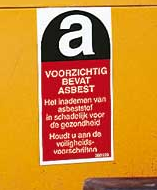 a
VOORZICHTIG
BEVAT
ASBEST
Het inademen van
asbeststof
is schadelijk voor
de gezondheid
Houdt u aan de
veiligheids-
voorschriften